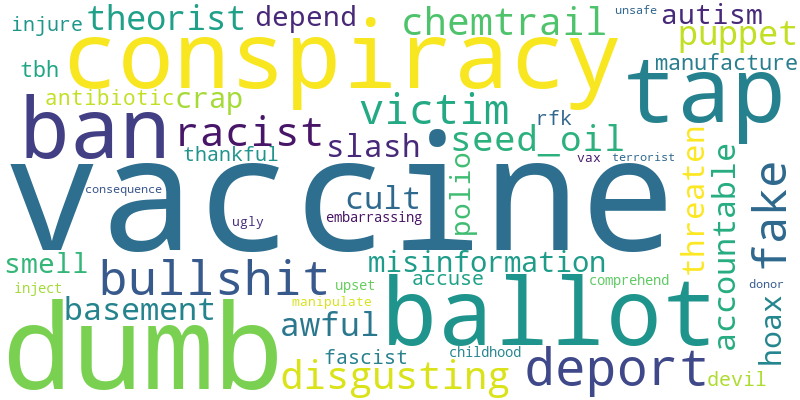 injure theorist depend chemtrail unsafe autism
conspiracy puppet
tbh antibiotic crap victim rfk tap manufacture
ban racist slash seed_oil
thankful vax terrorist
vaccine
consequence cult polio threaten accountable fake
ugly embarrassing
smell bullshit misinformation
inject upset accuse comprehend donor
basement manipulate ballot hoax
dumb awful
fascist childhood deport
disgusting devil